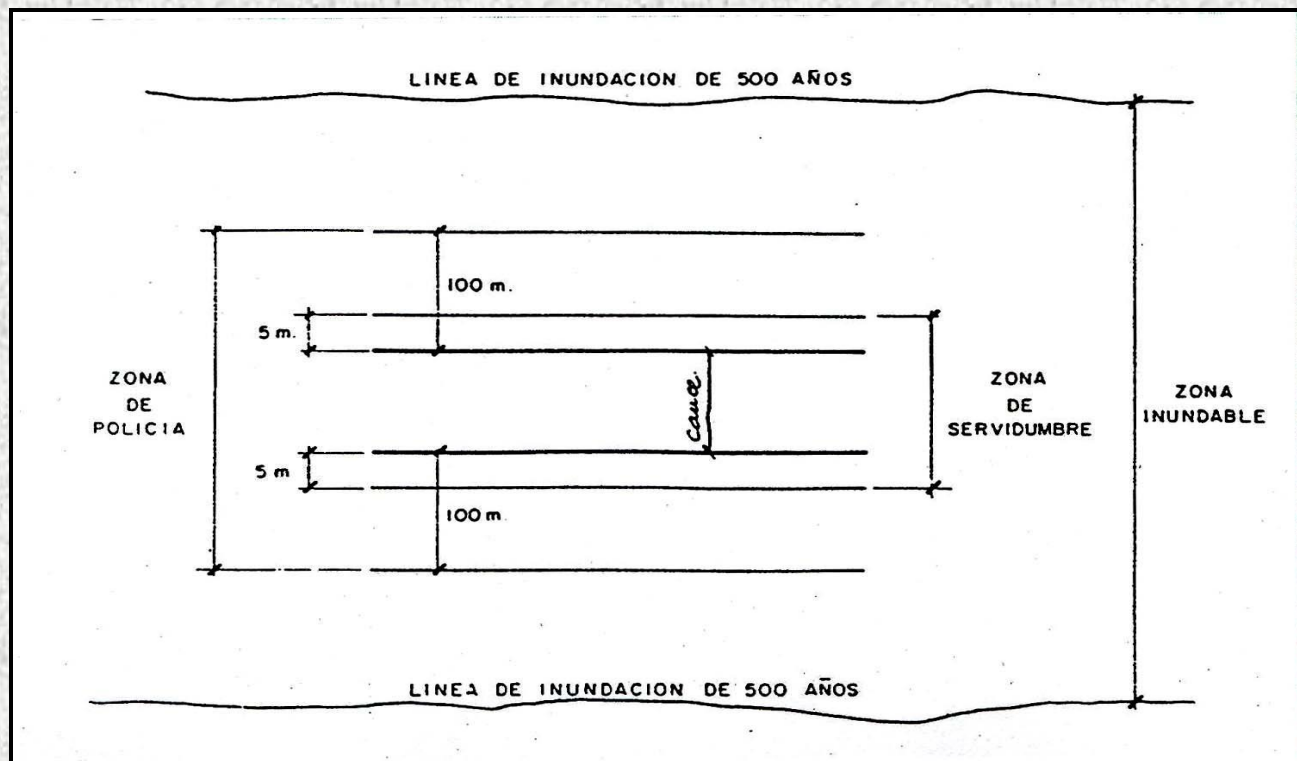 LINEA DE INUNDACION DE 500 AÑOS
100 m.
5 m.
ZONA
DE
POLICIA
cauce.
ZONA
DE
SERVIDUMBRE
ZONA
INUNDABLE
5 m
100 m.
LINEA DE INUNDACION DE 500 AÑOS